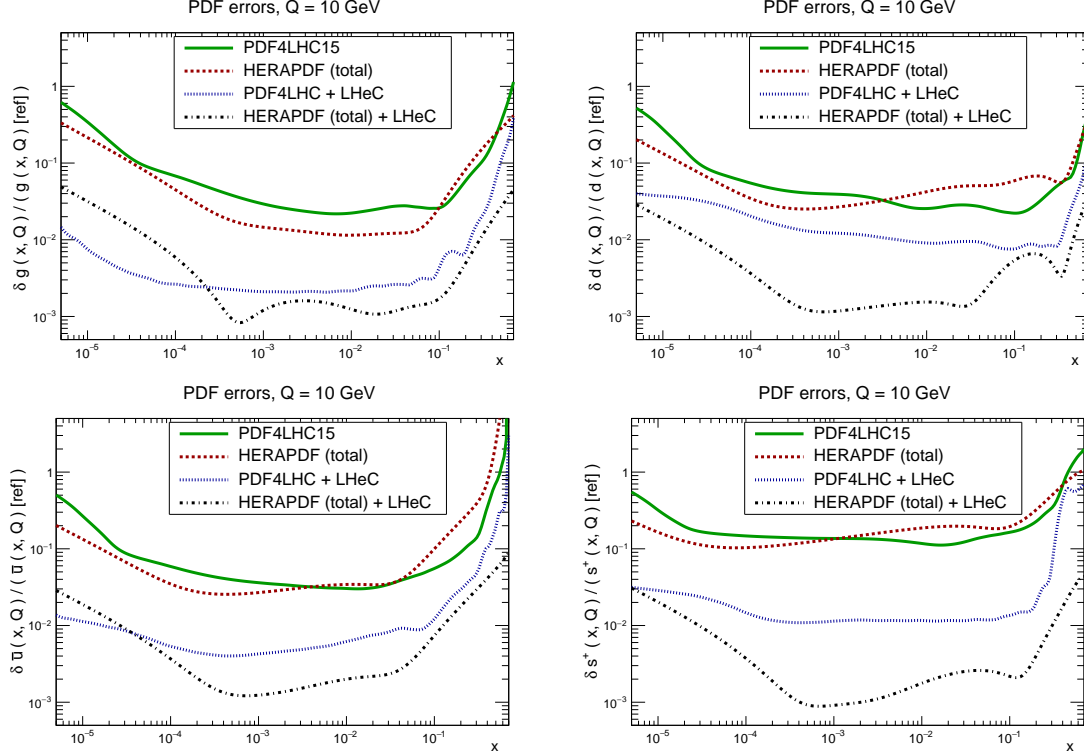 PDF errors, Q = 10 GeV
δ g ( x, Q ) / ( g ( x, Q ) ) [ref]
PDF4LHC15
HERAPDF (total)
PDF4LHC + LHeC
HERAPDF (total) + LHeC
1
10⁻¹
10⁻²
10⁻³
10⁻⁵ 10⁻⁴ 10⁻³ 10⁻² 10⁻¹
x
PDF errors, Q = 10 GeV
δ d ( x, Q ) / ( d ( x, Q ) ) [ref]
PDF4LHC15
HERAPDF (total)
PDF4LHC + LHeC
HERAPDF (total) + LHeC
1
10⁻¹
10⁻²
10⁻³
10⁻⁵ 10⁻⁴ 10⁻³ 10⁻² 10⁻¹
x
PDF errors, Q = 10 GeV
δ u̅ ( x, Q ) / ( u̅ ( x, Q ) ) [ref]
PDF4LHC15
HERAPDF (total)
PDF4LHC + LHeC
HERAPDF (total) + LHeC
1
10⁻¹
10⁻²
10⁻³
10⁻⁵ 10⁻⁴ 10⁻³ 10⁻² 10⁻¹
x
PDF errors, Q = 10 GeV
δ s⁺ ( x, Q ) / ( s⁺ ( x, Q ) ) [ref]
PDF4LHC15
HERAPDF (total)
PDF4LHC + LHeC
HERAPDF (total) + LHeC
1
10⁻¹
10⁻²
10⁻³
10⁻⁵ 10⁻⁴ 10⁻³ 10⁻² 10⁻¹
x